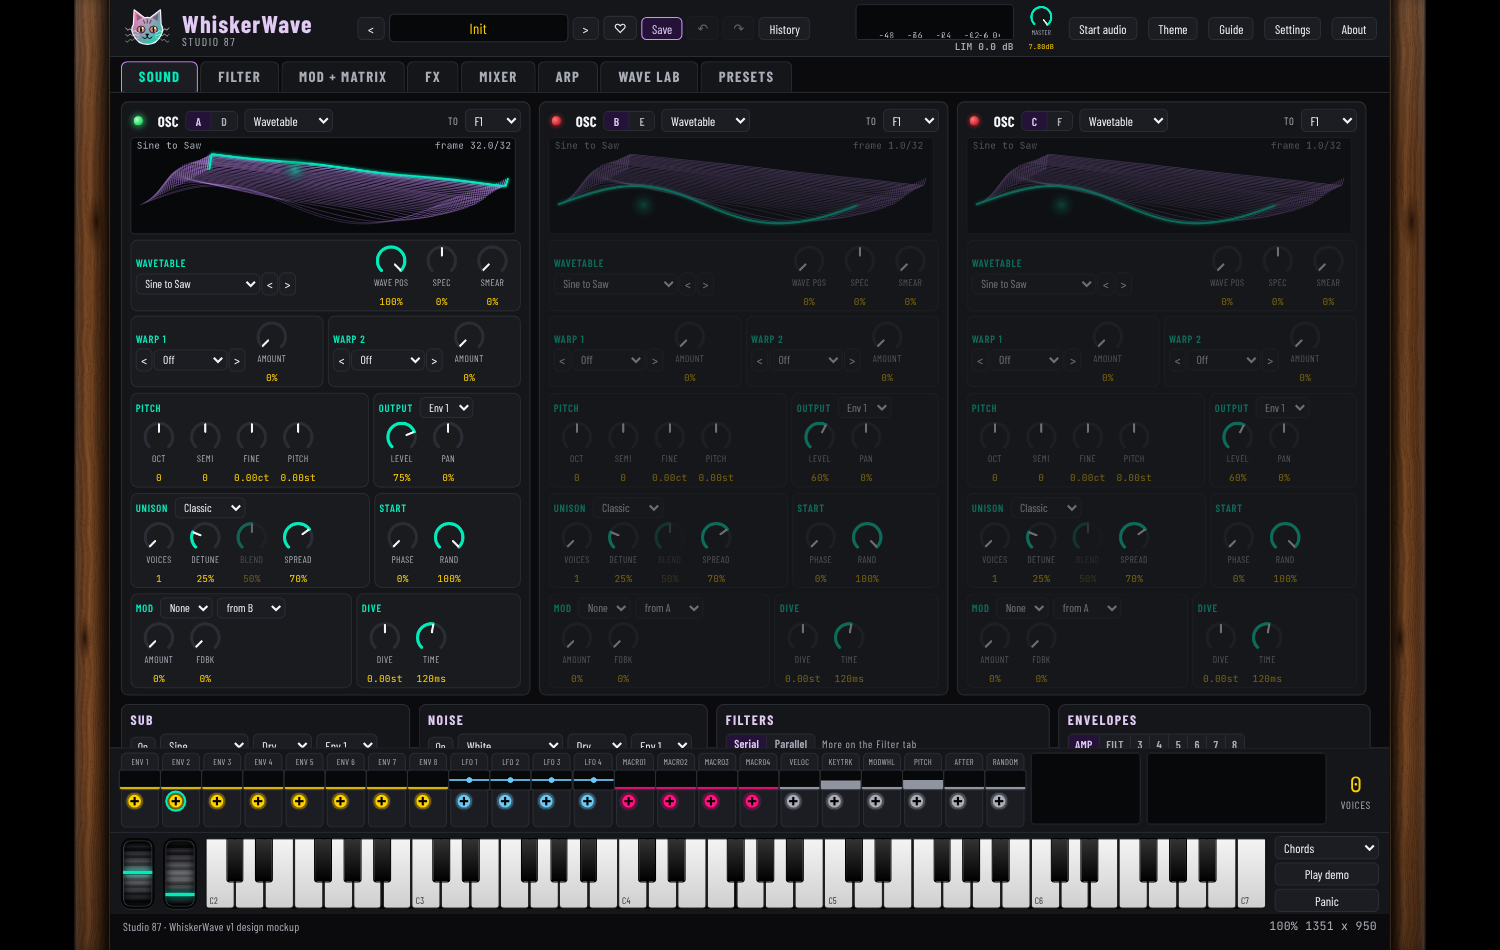 WhiskerWave
STUDIO 87
<
Init
>
♡
Save
History
-48
LIM 0.0 dB
MASTER
7.80dB
Start audio
Theme
Guide
Settings
About
SOUND
FILTER
MOD + MATRIX
FX
MIXER
ARP
WAVE LAB
PRESETS
OSC A D Wavetable TO F1
OSC B E Wavetable TO F1
OSC C F Wavetable TO F1
Sine to Saw frame 32.0/32
Sine to Saw frame 1.0/32
Sine to Saw frame 1.0/32
WAVETABLE
Sine to Saw < >
WAVE POS SPEC SMEAR
100% 0% 0%
WAVETABLE
Sine to Saw < >
WAVE POS SPEC SMEAR
0% 0% 0%
WAVETABLE
Sine to Saw < >
WAVE POS SPEC SMEAR
0% 0% 0%
WARP 1
< Off >
AMOUNT
0%
WARP 2
< Off >
AMOUNT
0%
WARP 1
< Off >
AMOUNT
0%
WARP 2
< Off >
AMOUNT
0%
WARP 1
< Off >
AMOUNT
0%
WARP 2
< Off >
AMOUNT
0%
PITCH
OCT SEMI FINE PITCH
0 0 0.00ct 0.00st
OUTPUT Env 1
LEVEL PAN
75% 0%
PITCH
OCT SEMI FINE PITCH
0 0 0.00ct 0.00st
OUTPUT Env 1
LEVEL PAN
60% 0%
PITCH
OCT SEMI FINE PITCH
0 0 0.00ct 0.00st
OUTPUT Env 1
LEVEL PAN
60% 0%
UNISON Classic
VOICES DETUNE BLEND SPREAD
1 25% 50% 70%
START
PHASE RAND
0% 100%
UNISON Classic
VOICES DETUNE BLEND SPREAD
1 25% 50% 70%
START
PHASE RAND
0% 100%
UNISON Classic
VOICES DETUNE BLEND SPREAD
1 25% 50% 70%
START
PHASE RAND
0% 100%
MOD None from B
AMOUNT FDBK
0% 0%
DIVE
DIVE TIME
0.00st 120ms
MOD None from A
AMOUNT FDBK
0% 0%
DIVE
DIVE TIME
0.00st 120ms
MOD None from A
AMOUNT FDBK
0% 0%
DIVE
DIVE TIME
0.00st 120ms
SUB
On Sine Dry Env 1
NOISE
On White Dry Env 1
FILTERS
Serial Parallel More on the Filter tab
ENVELOPES
AMP FILT 3 4 5 6 7 8
ENV 1 ENV 2 ENV 3 ENV 4 ENV 5 ENV 6 ENV 7 ENV 8 LFO 1 LFO 2 LFO 3 LFO 4 MACRO1 MACRO2 MACRO3 MACRO4 VELOC KEYTRK MODWHL PITCH AFTER RANDOM
0
VOICES
C2 C3 C4 C5 C6 C7
Chords
Play demo
Panic
Studio 87 · WhiskerWave v1 design mockup
100% 1351 x 950